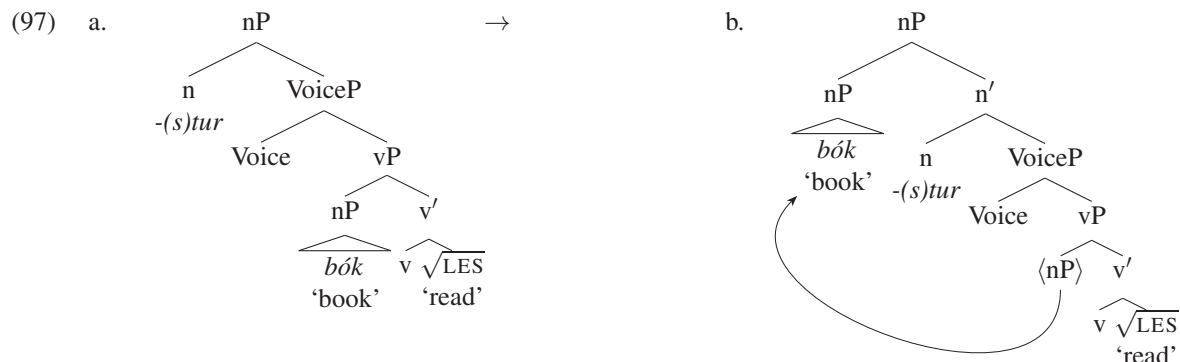 (97) a. nP → b. nP
n VoiceP nP n′
-(s)tur Voice vP bók n VoiceP
nP v′ ‘book’ -(s)tur Voice vP
bók v √LES ⟨nP⟩ v′
‘book’ ‘read’ v √LES
‘read’